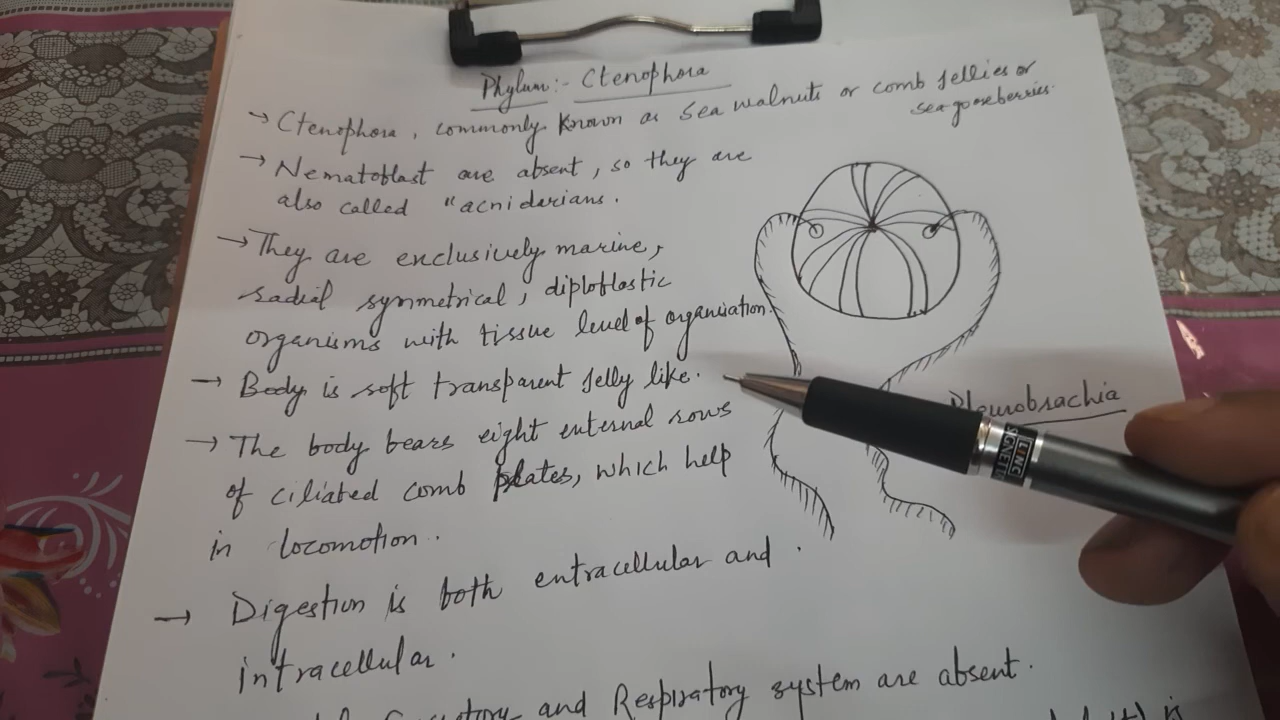 Phylum:- Ctenophora
→ Ctenophora, commonly known as sea walnuts or comb jellies or
sea gooseberries.
→ Nematoblast are absent, so they are
also called "acnidarians.
→ They are exclusively marine,
radial symmetrical, diploblastic
organisms with tissue level of organisation.
→ Body is soft transparent jelly like.
→ The body bears eight external rows
of ciliated comb plates, which help
in locomotion.
→ Digestion is both extracellular and
intracellular.
and Respiratory system are absent.
is
Pleurobrachia
LINC
SIGNETT